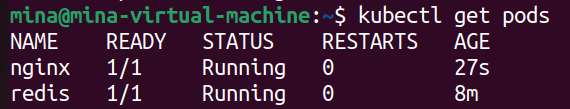 mina@mina-virtual-machine:~$ kubectl get pods
NAME    READY   STATUS    RESTARTS   AGE
nginx   1/1     Running   0          27s
redis   1/1     Running   0          8m